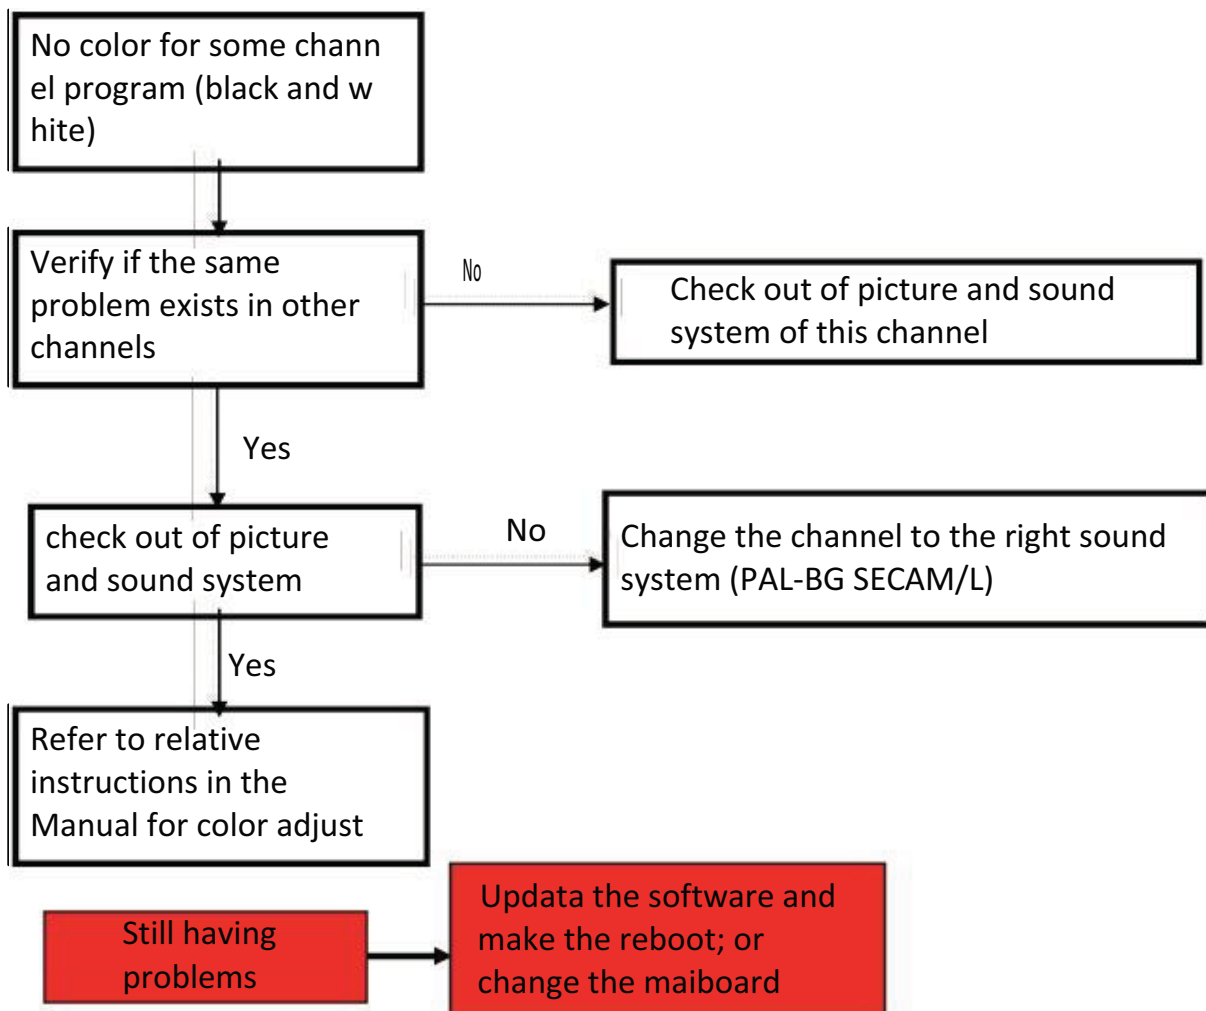 No color for some chann
el program (black and w
hite)
Verify if the same
problem exists in other
channels
No
Check out of picture and sound
system of this channel
Yes
check out of picture
and sound system
No
Change the channel to the right sound
system (PAL-BG SECAM/L)
Yes
Refer to relative
instructions in the
Manual for color adjust
Still having
problems
Updata the software and
make the reboot; or
change the maiboard